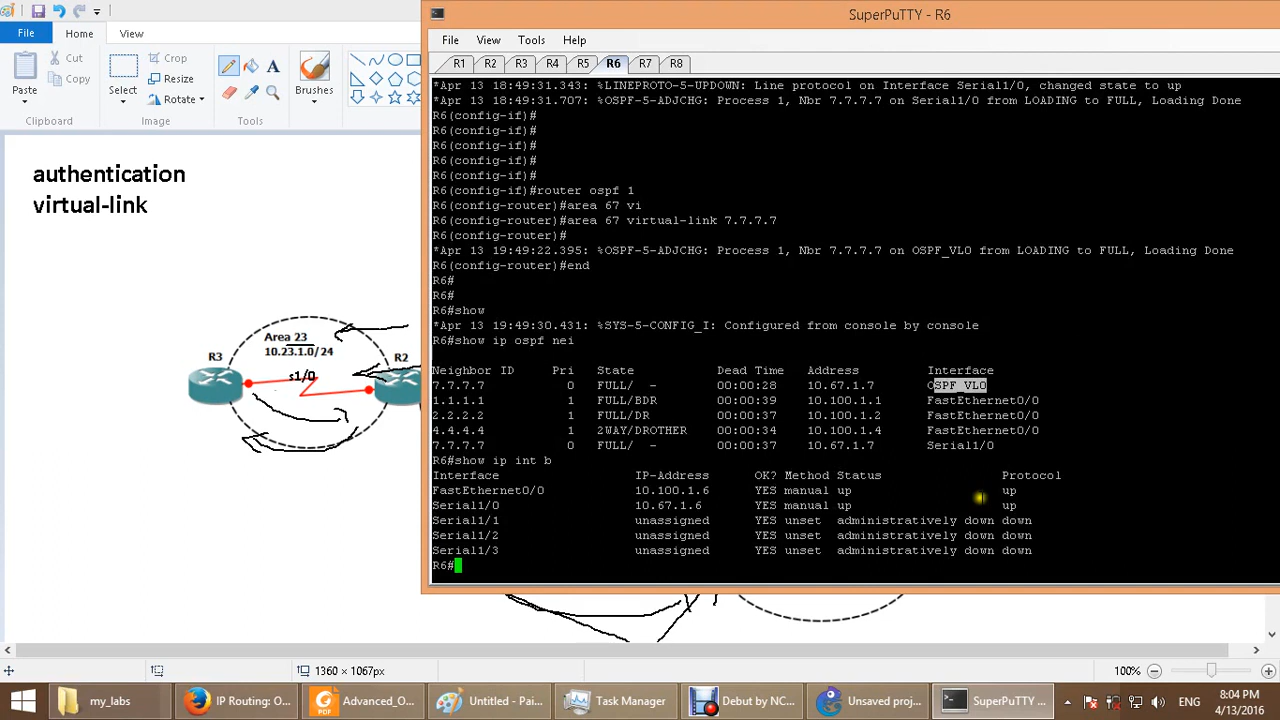 SuperPuTTY - R6
File Home View
File View Tools Help
Paste
Cut
Copy
Select
Crop
Resize
Rotate
Brushes
Clipboard
Image
Tools
R1 R2 R3 R4 R5 R6 R7 R8
*Apr 13 18:49:31.343: %LINEPROTO-5-UPDOWN: Line protocol on Interface Serial1/0, changed state to up
*Apr 13 18:49:31.707: %OSPF-5-ADJCHG: Process 1, Nbr 7.7.7.7 on Serial1/0 from LOADING to FULL, Loading Done
R6(config-if)#
R6(config-if)#
R6(config-if)#
R6(config-if)#
R6(config-if)#
R6(config-if)#router ospf 1
R6(config-router)#area 67 vi
R6(config-router)#area 67 virtual-link 7.7.7.7
R6(config-router)#
*Apr 13 19:49:22.395: %OSPF-5-ADJCHG: Process 1, Nbr 7.7.7.7 on OSPF_VL0 from LOADING to FULL, Loading Done
R6(config-router)#end
R6#
R6#
R6#show
*Apr 13 19:49:30.431: %SYS-5-CONFIG_I: Configured from console by console
R6#show ip ospf nei
Neighbor ID Pri State Dead Time Address Interface
7.7.7.7 0 FULL/ - 00:00:28 10.67.1.7 OSPF_VL0
1.1.1.1 1 FULL/BDR 00:00:39 10.100.1.1 FastEthernet0/0
2.2.2.2 1 FULL/DR 00:00:39 10.100.1.2 FastEthernet0/0
4.4.4.4 1 2WAY/DROTHER 00:00:34 10.100.1.4 FastEthernet0/0
7.7.7.7 0 FULL/ - 00:00:37 10.67.1.7 Serial1/0
R6#show ip int b
Interface IP-Address OK? Method Status Protocol
FastEthernet0/0 10.100.1.6 YES manual up up
Serial1/0 10.67.1.6 YES manual up up
Serial1/1 unassigned YES unset administratively down down
Serial1/2 unassigned YES unset administratively down down
Serial1/3 unassigned YES unset administratively down down
R6#
authentication
virtual-link
Area 23
10.23.1.0/24
R3
R2
s1/0
1360 × 1067px
100%
my_labs
IP Routing: O...
Advanced_O...
Untitled - Pai...
Task Manager
Debut by NC...
Unsaved proj...
SuperPuTTY ...
ENG
8:04 PM
4/13/2016